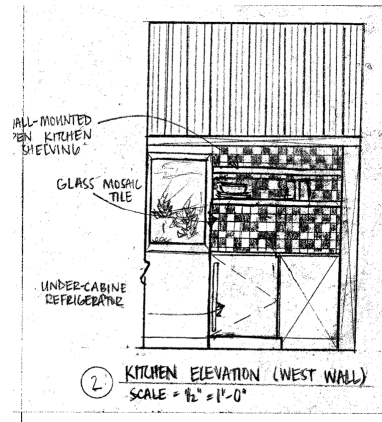 ALL-MOUNTED
EN KITCHEN
SHELVING
GLASS MOSAIC
TILE
UNDER-CABINE
REFRIGERATOR
2 KITCHEN ELEVATION (WEST WALL)
SCALE = 1/2" = 1'-0"